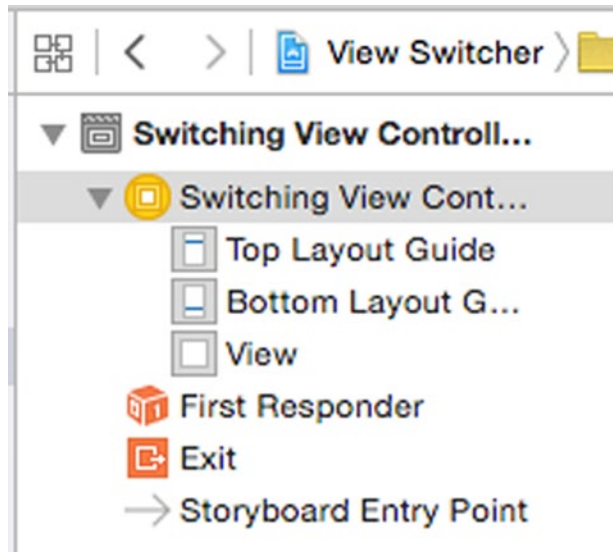 View Switcher
Switching View Controll...
Switching View Cont...
Top Layout Guide
Bottom Layout G...
View
First Responder
Exit
Storyboard Entry Point